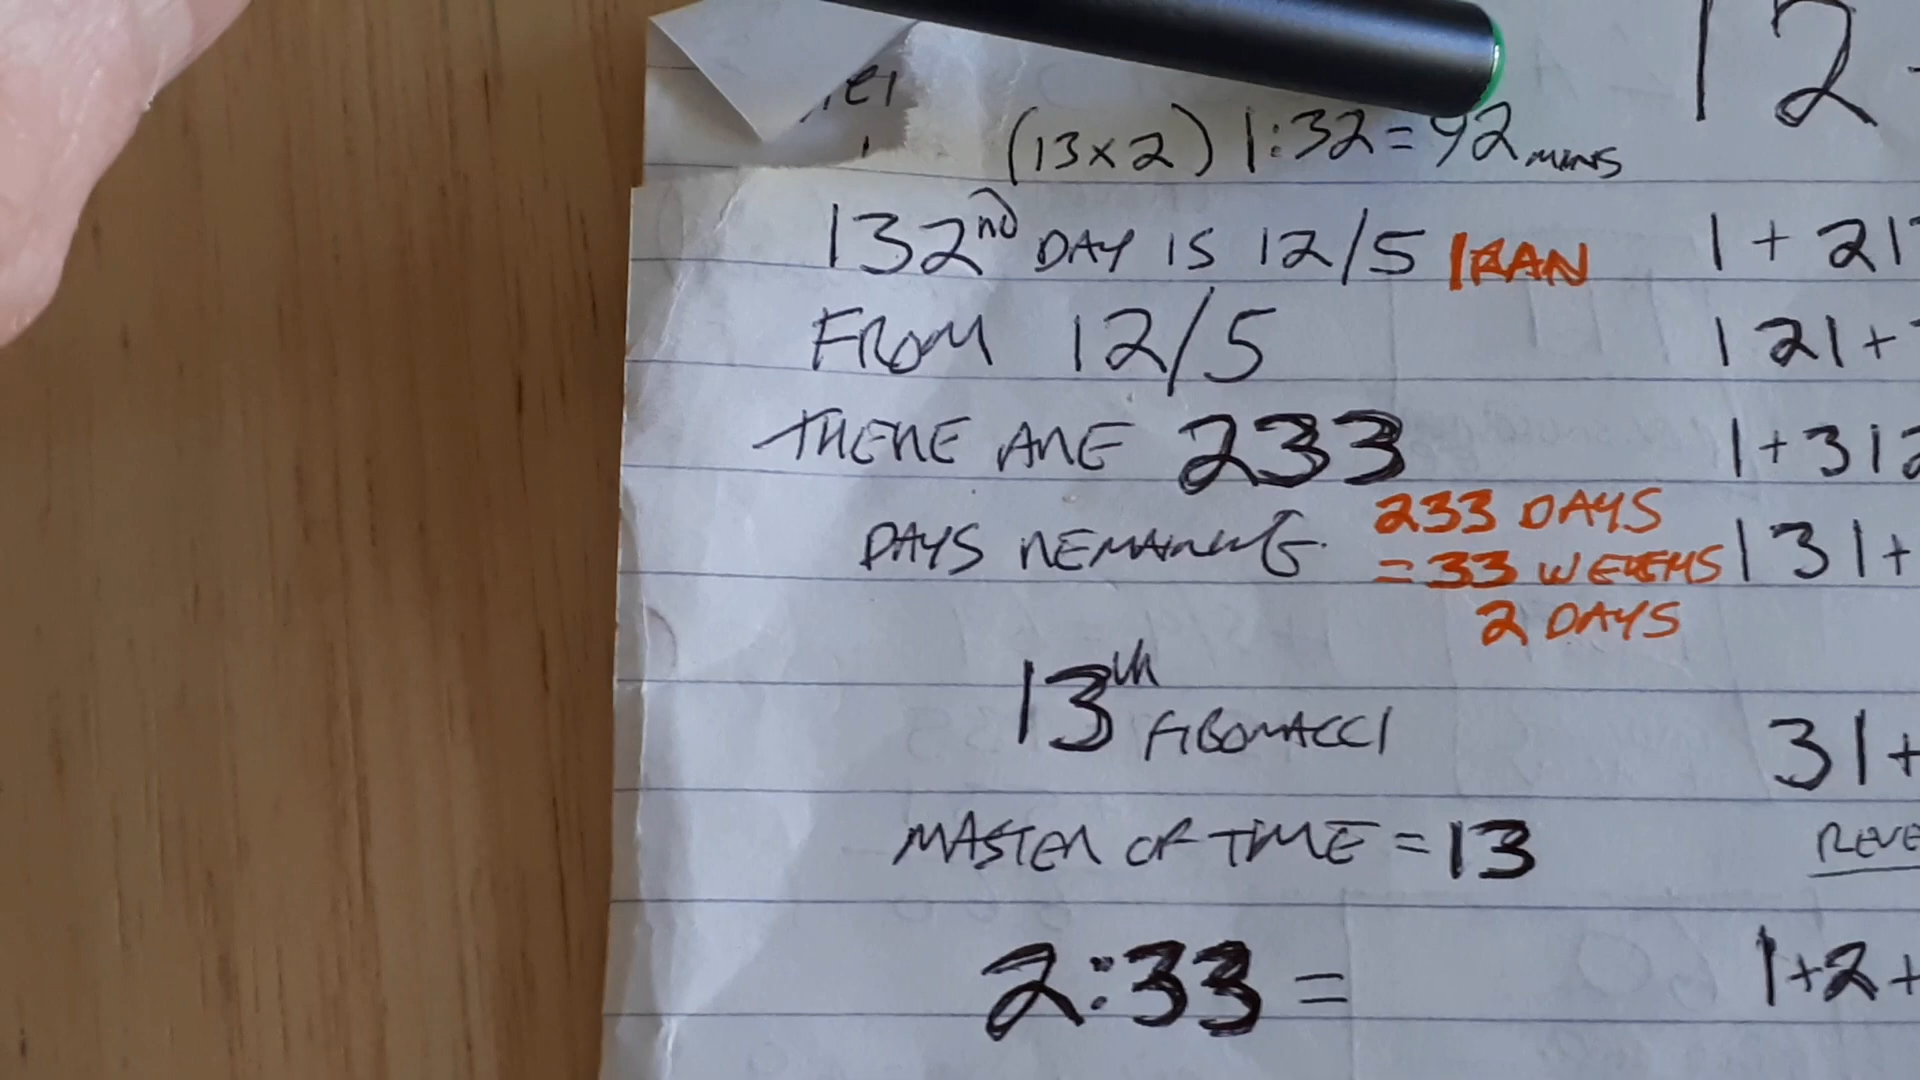 12
(13×2) 1:32=92 MINS
132nd DAY IS 12/5 IRAN
1+21
FROM 12/5
121+
THERE ARE 233
1+312
DAYS REMAINING.
233 DAYS
=33 WEEKS
2 DAYS
131+
13th FIBONACCI
31+
MASTER OF TIME = 13
REVE
2:33 =
1+2+